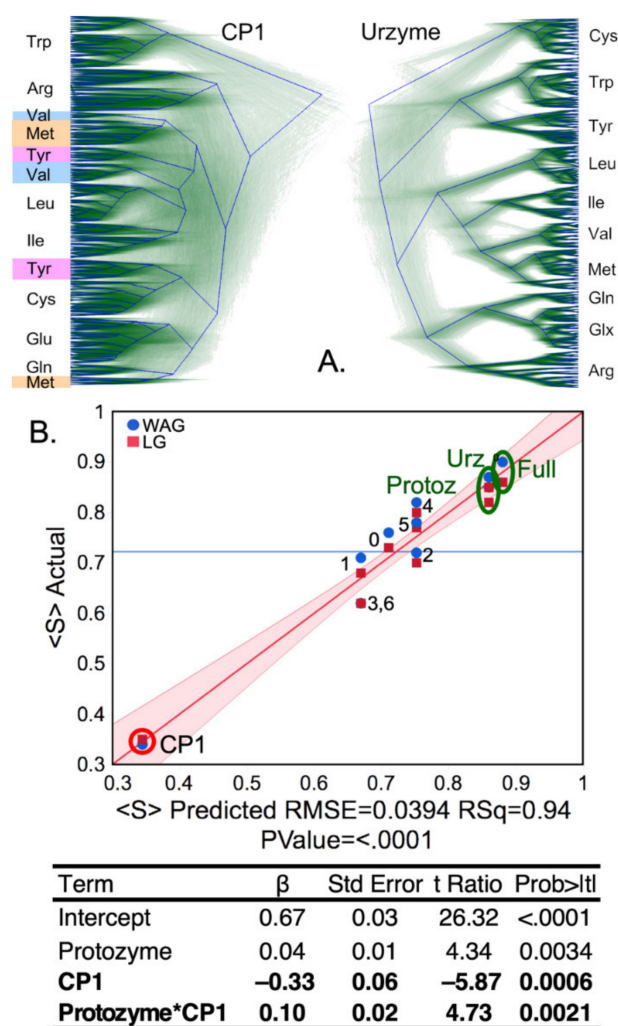 CP1
Urzyme
Trp
Arg
Val
Met
Tyr
Val
Leu
Ile
Tyr
Cys
Glu
Gln
Met
Cys
Trp
Tyr
Leu
Ile
Val
Met
Gln
Glx
Arg
A.
B.
WAG
LG
Urz
Full
Protoz
4
5
0
2
1
3,6
CP1
<S> Actual
1
0.9
0.8
0.7
0.6
0.5
0.4
0.3
0.3 0.4 0.5 0.6 0.7 0.8 0.9 1
<S> Predicted RMSE=0.0394 RSq=0.94
PValue=<.0001
Term β Std Error t Ratio Prob>|t|
Intercept 0.67 0.03 26.32 <.0001
Protozyme 0.04 0.01 4.34 0.0034
CP1 –0.33 0.06 –5.87 0.0006
Protozyme*CP1 0.10 0.02 4.73 0.0021